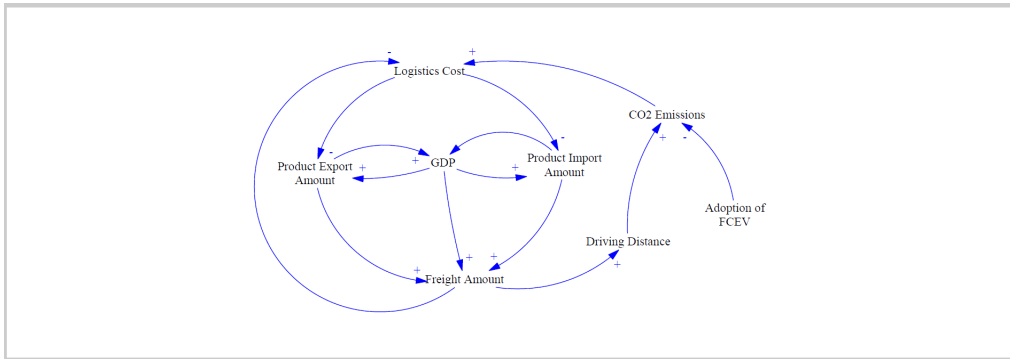 -
+
Logistics Cost
CO2 Emissions
+
-
-
-
Product Export
Amount
+
+
GDP
+
Product Import
Amount
Adoption of
FCEV
Driving Distance
+
+
+
+
Freight Amount